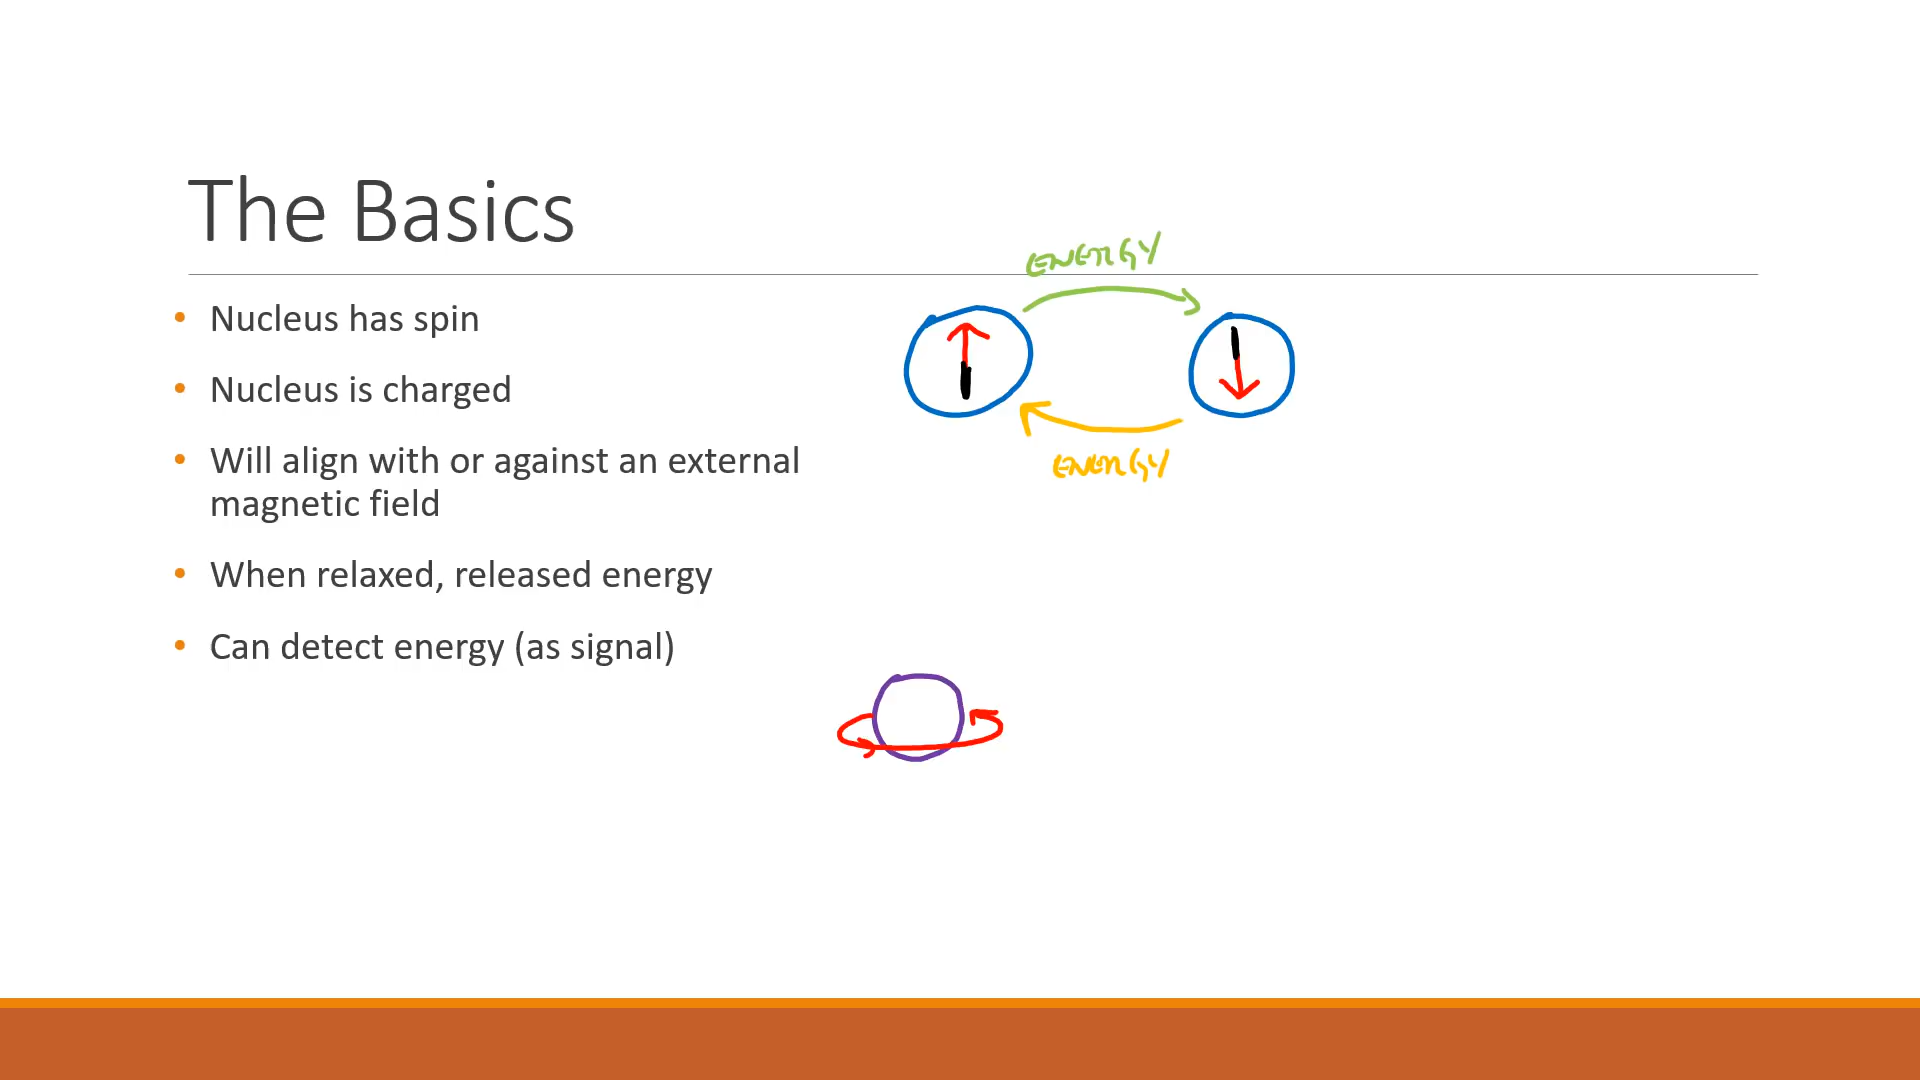 The Basics
ENERGY
• Nucleus has spin
• Nucleus is charged
• Will align with or against an external
magnetic field
ENERGY
• When relaxed, released energy
• Can detect energy (as signal)